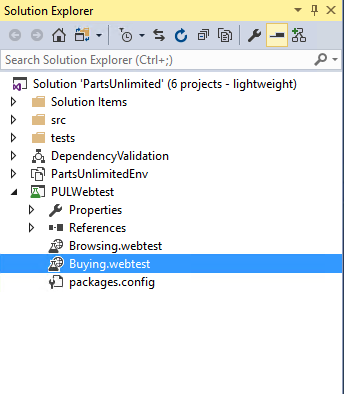 Solution Explorer
Search Solution Explorer (Ctrl+;)
Solution 'PartsUnlimited' (6 projects - lightweight)
Solution Items
src
tests
DependencyValidation
PartsUnlimitedEnv
PULWebtest
Properties
References
Browsing.webtest
Buying.webtest
packages.config